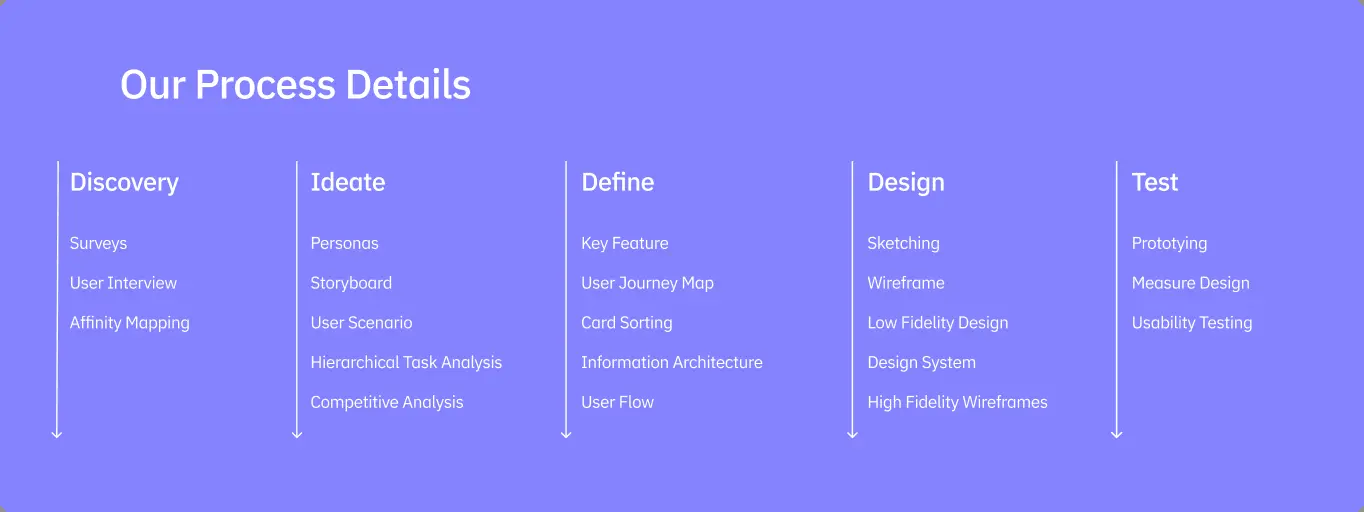 Our Process Details
Discovery
Surveys
User Interview
Affinity Mapping
Ideate
Personas
Storyboard
User Scenario
Hierarchical Task Analysis
Competitive Analysis
Define
Key Feature
User Journey Map
Card Sorting
Information Architecture
User Flow
Design
Sketching
Wireframe
Low Fidelity Design
Design System
High Fidelity Wireframes
Test
Prototying
Measure Design
Usability Testing